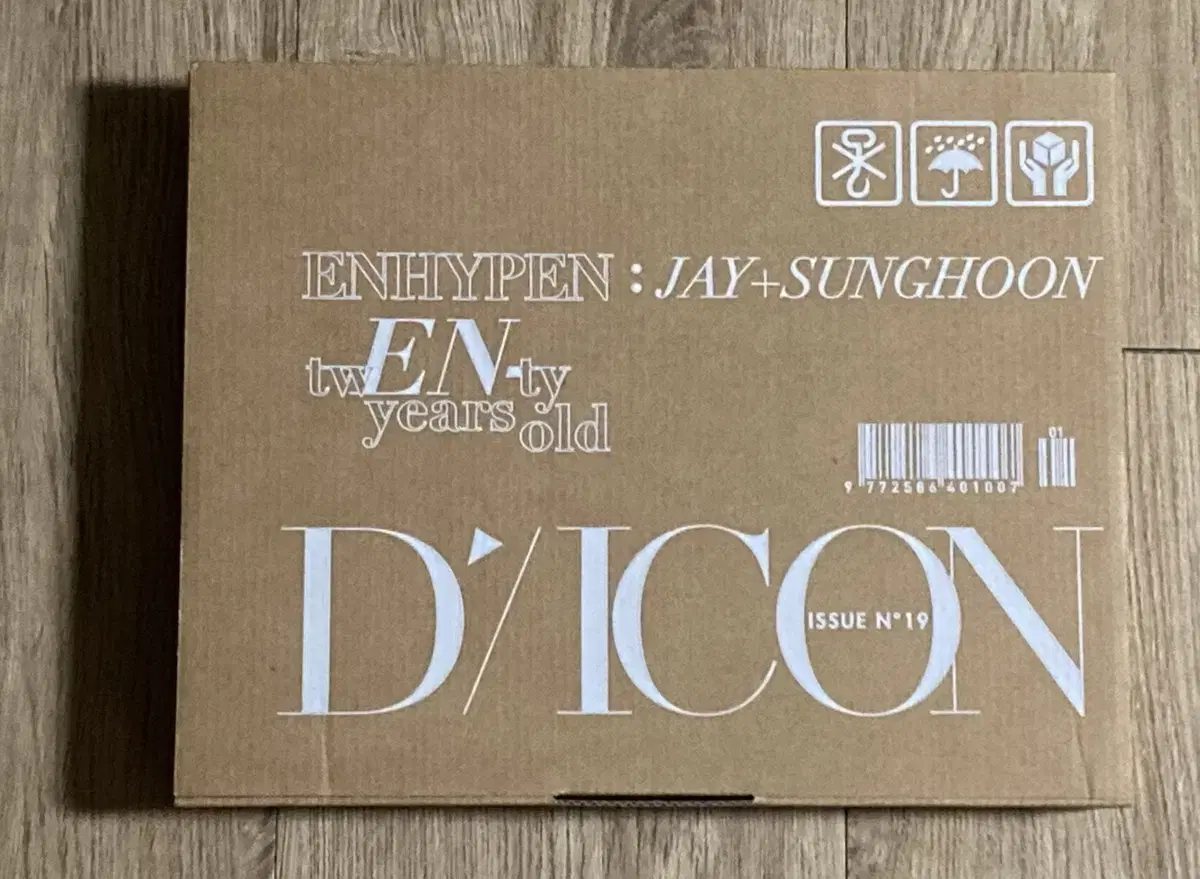 ENHYPEN : JAY+SUNGHOON
twEN-ty
years old
01
9 772586 401007
D'/ICON
ISSUE N°19